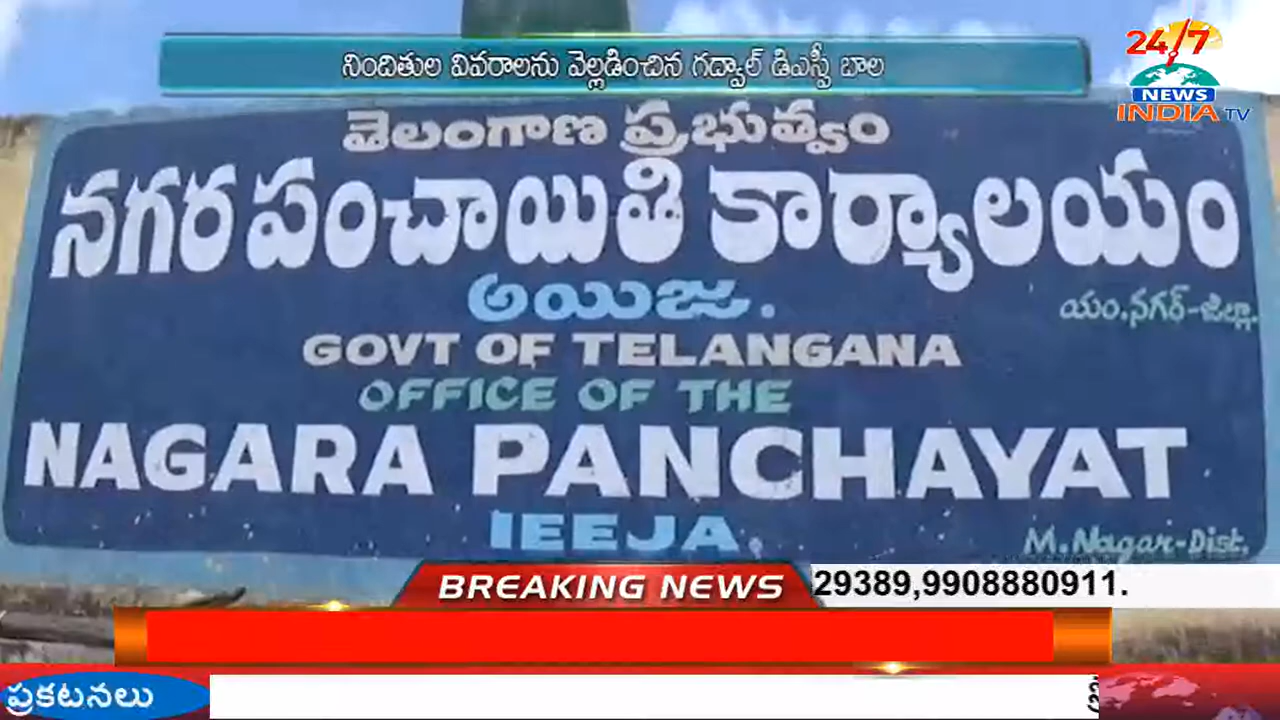 నిందితుల వివరాలను వెల్లడించిన గద్వాల్ డిఎస్పీ బాల
24/7
NEWS
INDIA TV
తెలంగాణ ప్రభుత్వం
నగర పంచాయితి కార్యాలయం
అయిజ.
యం.నగర్-జిల్లా.
GOVT OF TELANGANA
OFFICE OF THE
NAGARA PANCHAYAT
IEEJA.
M.Nagar-Dist.
BREAKING NEWS
29389,9908880911.
ప్రకటనలు